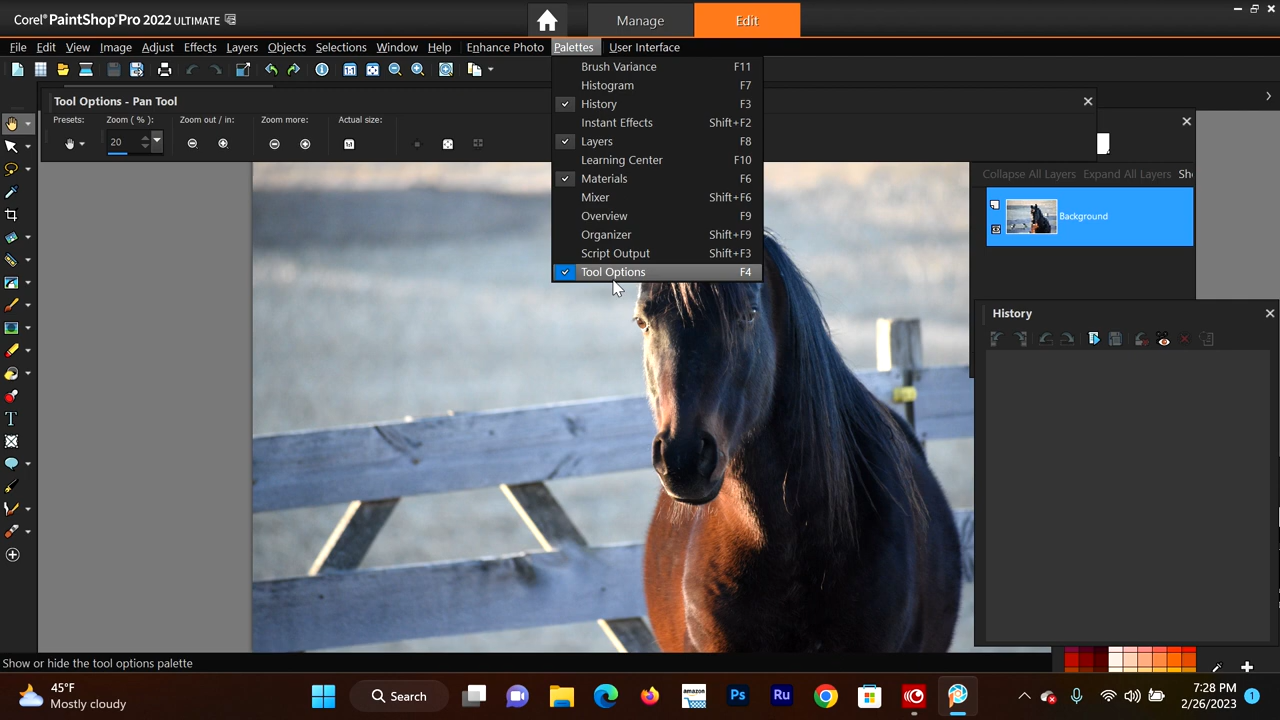 Corel® PaintShop® Pro 2022 ULTIMATE
Manage
Edit
File Edit View Image Adjust Effects Layers Objects Selections Window Help Enhance Photo Palettes User Interface
Tool Options - Pan Tool
Presets: Zoom ( % ): Zoom out / in: Zoom more: Actual size:
20
Brush Variance F11
Histogram F7
History F3
Instant Effects Shift+F2
Layers F8
Learning Center F10
Materials F6
Mixer Shift+F6
Overview F9
Organizer Shift+F9
Script Output Shift+F3
Tool Options F4
Collapse All Layers Expand All Layers Sh
Background
History
Show or hide the tool options palette
45°F
Mostly cloudy
Search
amazon
Ps
Ru
7:28 PM
2/26/2023
1